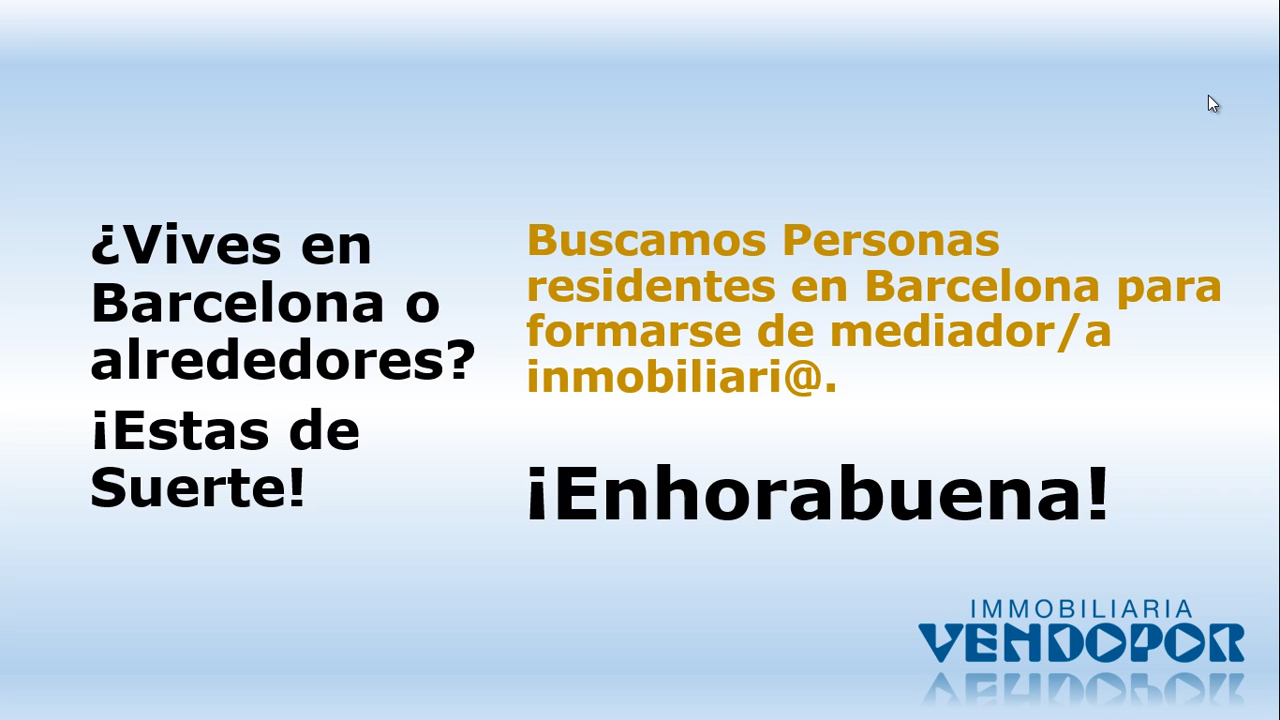 ¿Vives en
Barcelona o
alrededores?
¡Estas de
Suerte!
Buscamos Personas
residentes en Barcelona para
formarse de mediador/a
inmobiliari@.
¡Enhorabuena!
IMMOBILIARIA
VENDOPOR